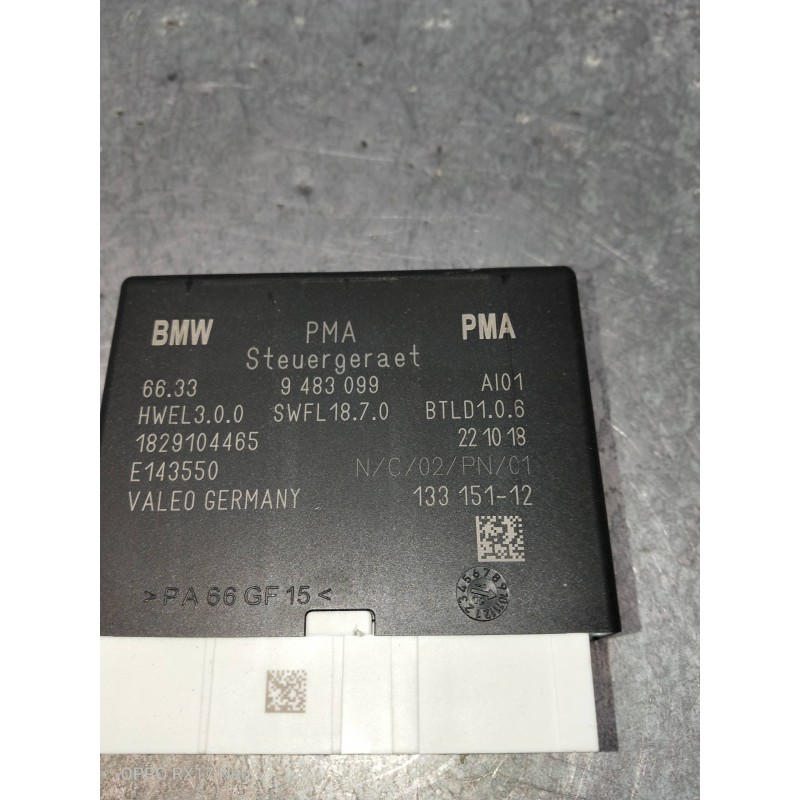 BMW PMA PMA
Steuergeraet
66.33 9 483 099 AI01
HWEL3.0.0 SWFL18.7.0 BTLD1.0.6
1829104465 22 10 18
E143550 N/C/02/PN/C1
VALEO GERMANY 133 151-12
>PA 66 GF 15<